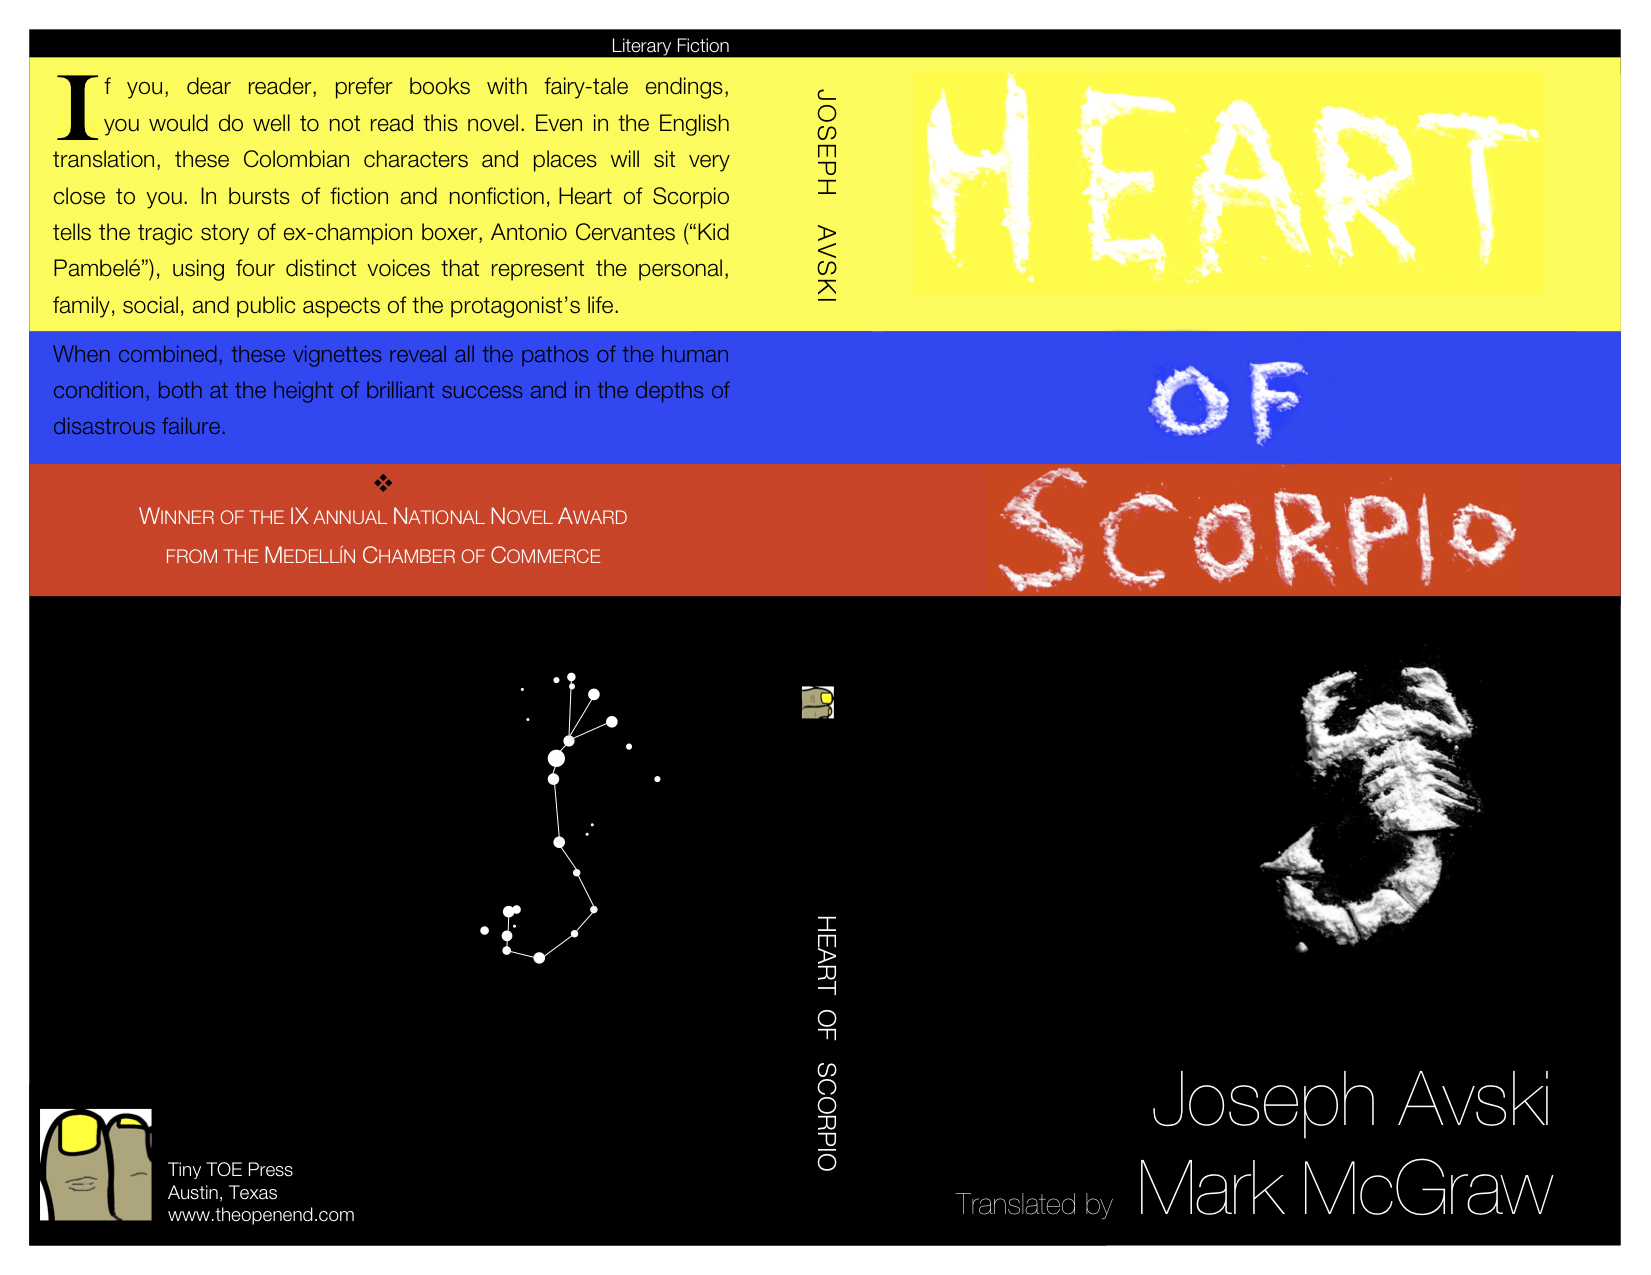 Literary Fiction
If you, dear reader, prefer books with fairy-tale endings,
you would do well to not read this novel. Even in the English
translation, these Colombian characters and places will sit very
close to you. In bursts of fiction and nonfiction, Heart of Scorpio
tells the tragic story of ex-champion boxer, Antonio Cervantes (“Kid
Pambelé”), using four distinct voices that represent the personal,
family, social, and public aspects of the protagonist’s life.
When combined, these vignettes reveal all the pathos of the human
condition, both at the height of brilliant success and in the depths of
disastrous failure.
❖
WINNER OF THE IX ANNUAL NATIONAL NOVEL AWARD
FROM THE MEDELLÍN CHAMBER OF COMMERCE
Tiny TOE Press
Austin, Texas
www.theopenend.com
JOSEPH AVSKI
HEART OF SCORPIO
HEART
OF
SCORPIO
Joseph Avski
Translated by Mark McGraw